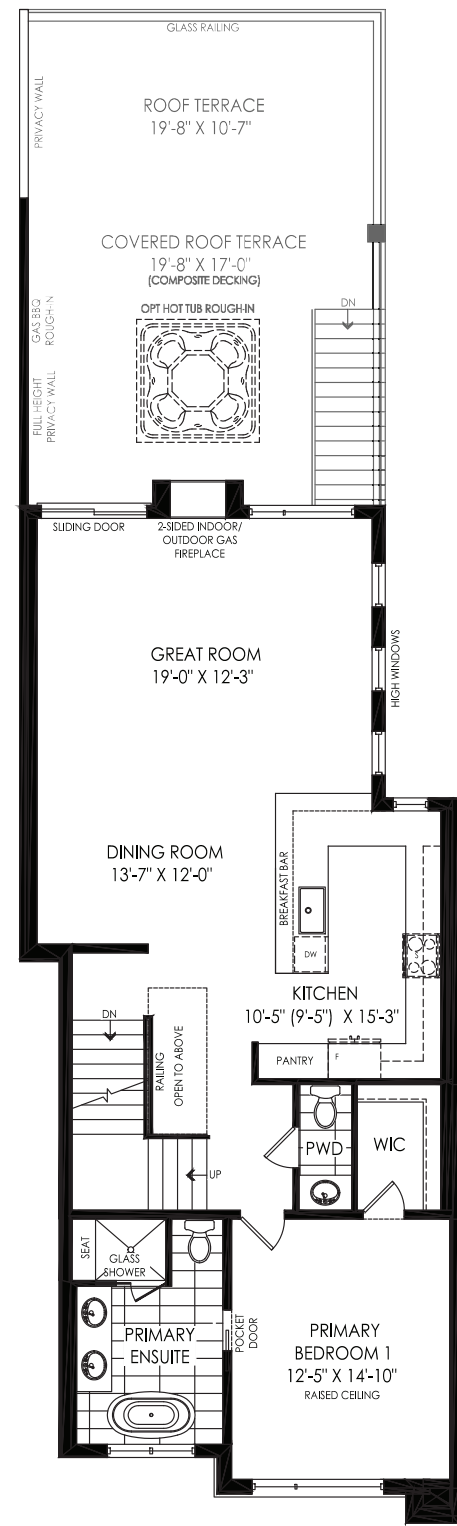 GLASS RAILING
PRIVACY WALL
ROOF TERRACE
19'-8" X 10'-7"
COVERED ROOF TERRACE
19'-8" X 17'-0"
(COMPOSITE DECKING)
GAS BBQ
ROUGH-IN
OPT HOT TUB ROUGH-IN
DN
FULL HEIGHT
PRIVACY WALL
SLIDING DOOR
2-SIDED INDOOR/
OUTDOOR GAS
FIREPLACE
GREAT ROOM
19'-0" X 12'-3"
HIGH WINDOWS
DINING ROOM
13'-7" X 12'-0"
BREAKFAST BAR
DW
S
KITCHEN
10'-5" (9'-5") X 15'-3"
DN
RAILING
OPEN TO ABOVE
PANTRY
F
PWD
WIC
UP
SEAT
GLASS
SHOWER
PRIMARY
ENSUITE
POCKET
DOOR
PRIMARY
BEDROOM 1
12'-5" X 14'-10"
RAISED CEILING